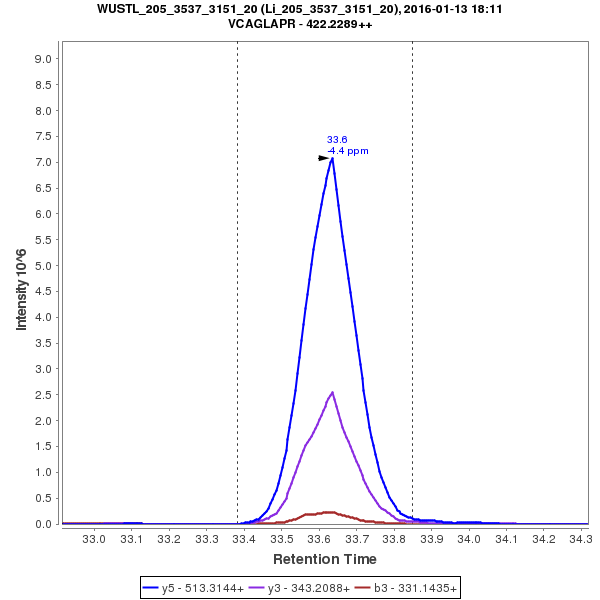 WUSTL_205_3537_3151_20 (Li_205_3537_3151_20), 2016-01-13 18:11
VCAGLAPR - 422.2289++
9.0
8.5
8.0
7.5
7.0
6.5
6.0
5.5
5.0
4.5
4.0
3.5
3.0
2.5
2.0
1.5
1.0
0.5
0.0
Intensity 10^6
33.6
-4.4 ppm
33.0 33.1 33.2 33.3 33.4 33.5 33.6 33.7 33.8 33.9 34.0 34.1 34.2 34.3
Retention Time
y5 - 513.3144+ y3 - 343.2088+ b3 - 331.1435+